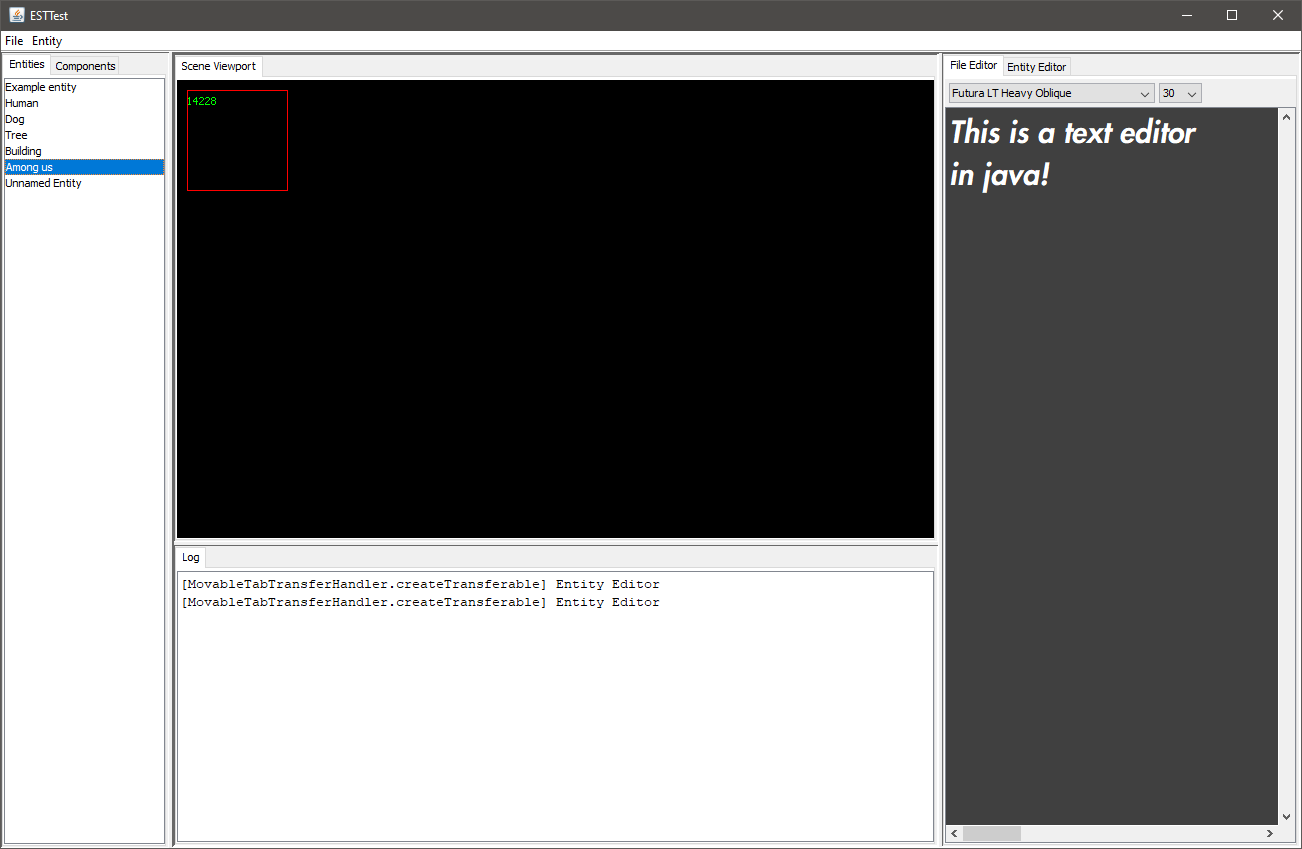 ESTTest
File Entity
Entities Components
Example entity
Human
Dog
Tree
Building
Among us
Unnamed Entity
Scene Viewport
14228
Log
[MovableTabTransferHandler.createTransferable] Entity Editor
[MovableTabTransferHandler.createTransferable] Entity Editor
File Editor Entity Editor
Futura LT Heavy Oblique 30
This is a text editor
in java!